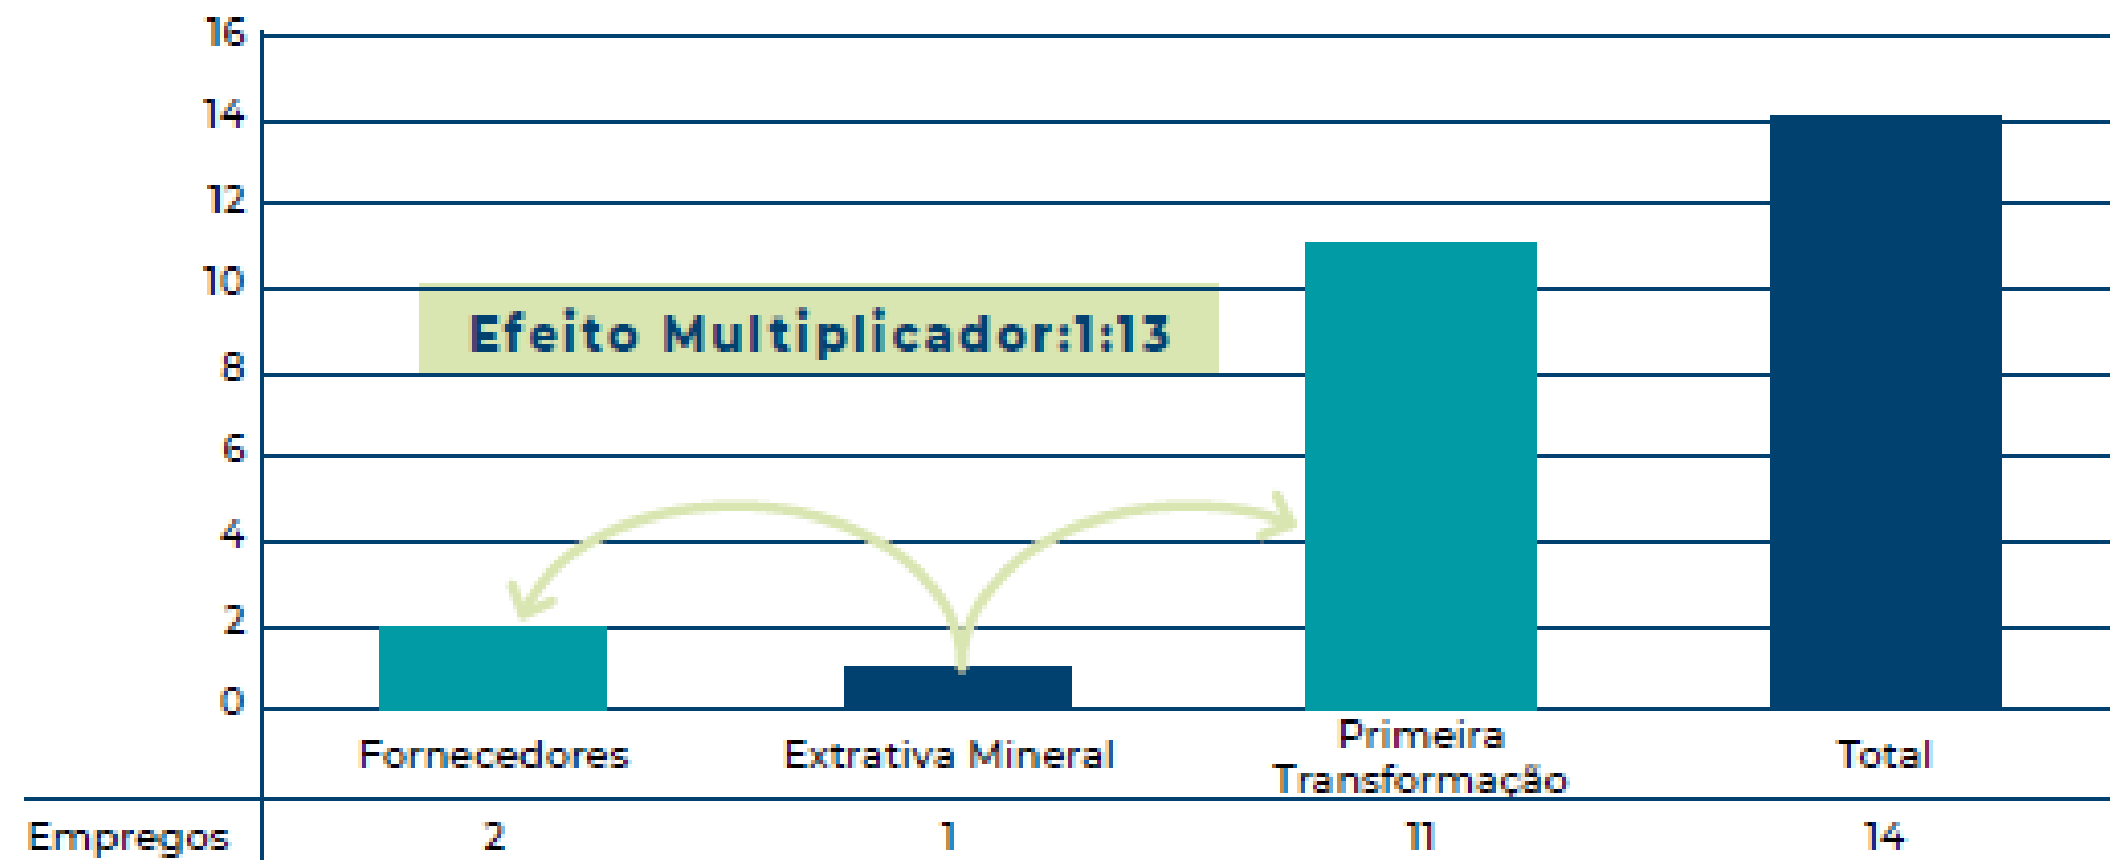 16
14
12
10
8
6
4
2
0
Efeito Multiplicador:1:13
Fornecedores
Extrativa Mineral
Primeira
Transformação
Total
Empregos 2 1 11 14